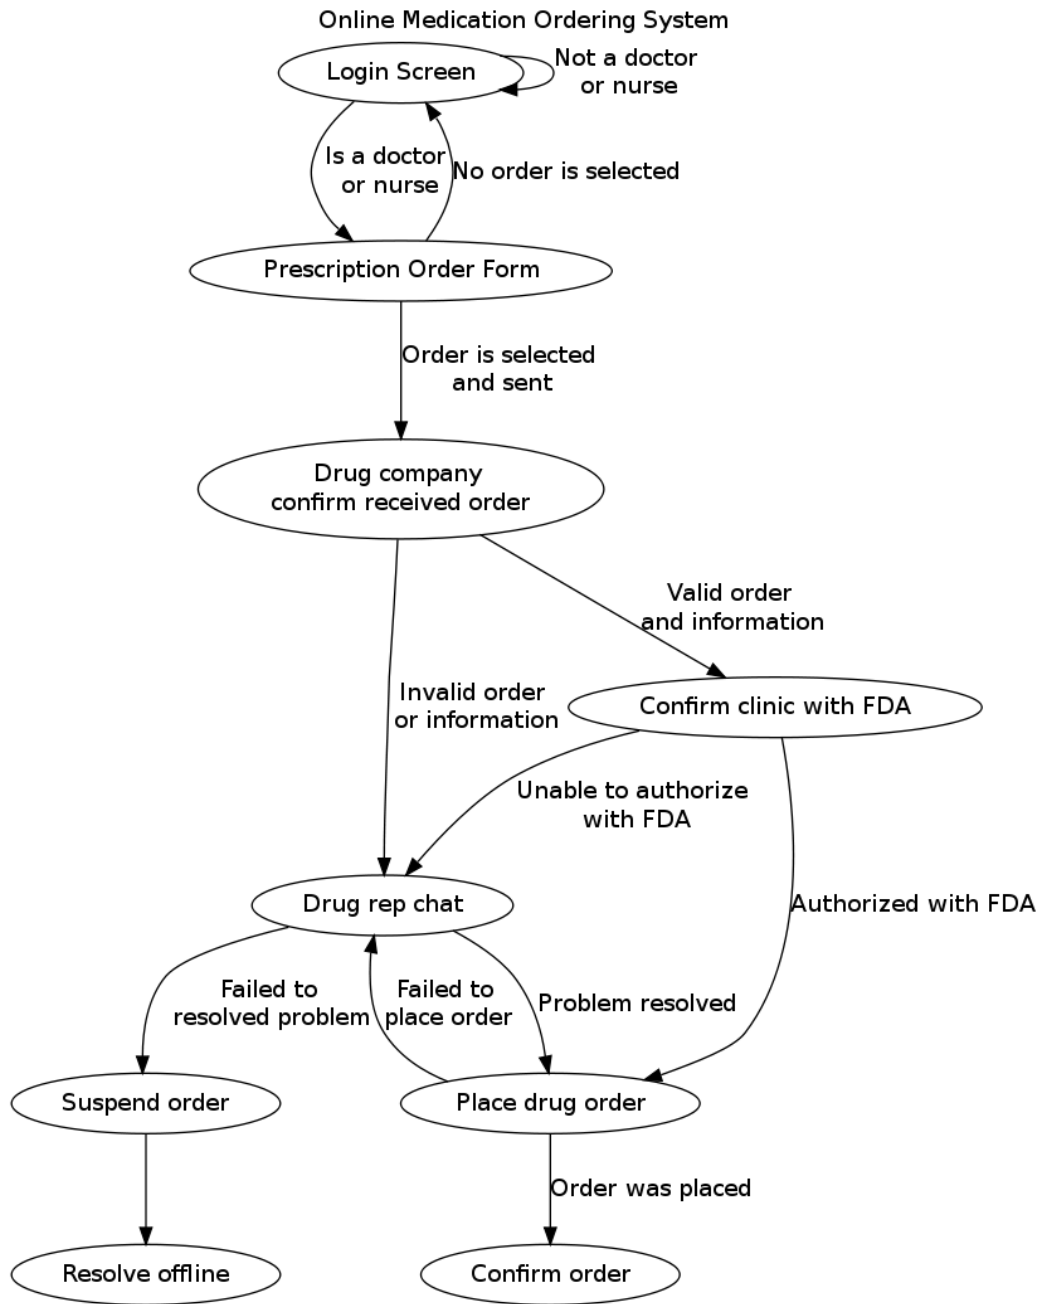 Online Medication Ordering System
Login Screen
Not a doctor
or nurse
Is a doctor
or nurse
No order is selected
Prescription Order Form
Order is selected
and sent
Drug company
confirm received order
Valid order
and information
Invalid order
or information
Confirm clinic with FDA
Unable to authorize
with FDA
Drug rep chat
Authorized with FDA
Failed to
resolved problem
Failed to
place order
Problem resolved
Suspend order
Place drug order
Order was placed
Resolve offline
Confirm order